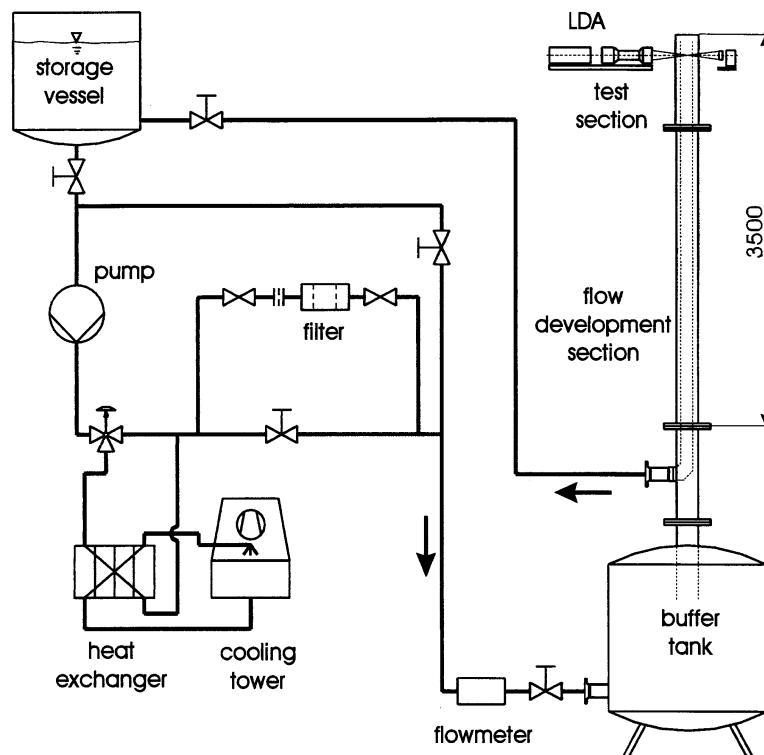 LDA
storage
vessel
test
section
3500
pump
flow
development
section
filter
buffer
tank
heat
exchanger
cooling
tower
flowmeter